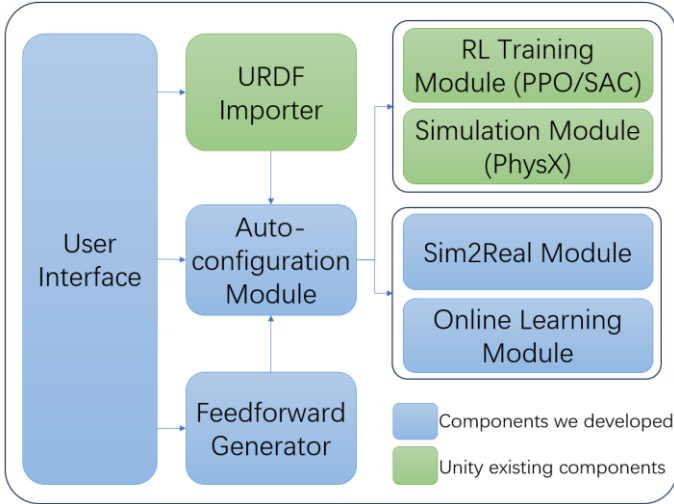 User
Interface
URDF
Importer
Auto-
configuration
Module
Feedforward
Generator
RL Training
Module (PPO/SAC)
Simulation Module
(PhysX)
Sim2Real Module
Online Learning
Module
Components we developed
Unity existing components